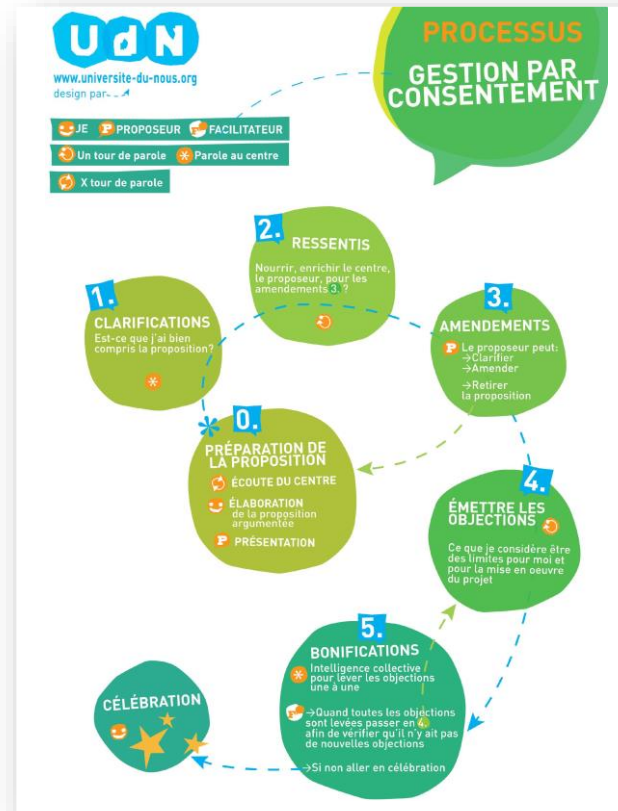 UdN
www.universite-du-nous.org
design par
PROCESSUS
GESTION PAR
CONSENTEMENT
JE P PROPOSEUR FACILITATEUR
Un tour de parole Parole au centre
X tour de parole
2.
RESSENTIS
Nourrir, enrichir le centre,
le proposeur, pour les
amendements 3. ?
1.
CLARIFICATIONS
Est-ce que j'ai bien
compris la proposition?
3.
AMENDEMENTS
P Le proposeur peut:
→Clarifier
→Amender
→Retirer
la proposition
0.
PRÉPARATION DE
LA PROPOSITION
ÉCOUTE DU CENTRE
ÉLABORATION
de la proposition
argumentée
P PRÉSENTATION
4.
ÉMETTRE LES
OBJECTIONS
Ce que je considère être
des limites pour moi et
pour la mise en oeuvre
du projet
5.
BONIFICATIONS
Intelligence collective
pour lever les objections
une à une
→Quand toutes les objections
sont levées passer en 4.
afin de vérifier qu'il n'y ait pas
de nouvelles objections
→Si non aller en célébration
CÉLÉBRATION